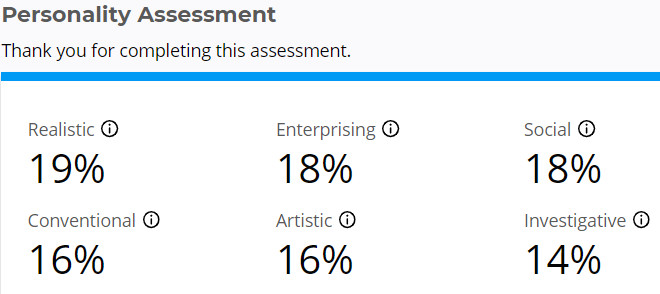 Personality Assessment
Thank you for completing this assessment.
Realistic Enterprising Social
19% 18% 18%
Conventional Artistic Investigative
16% 16% 14%